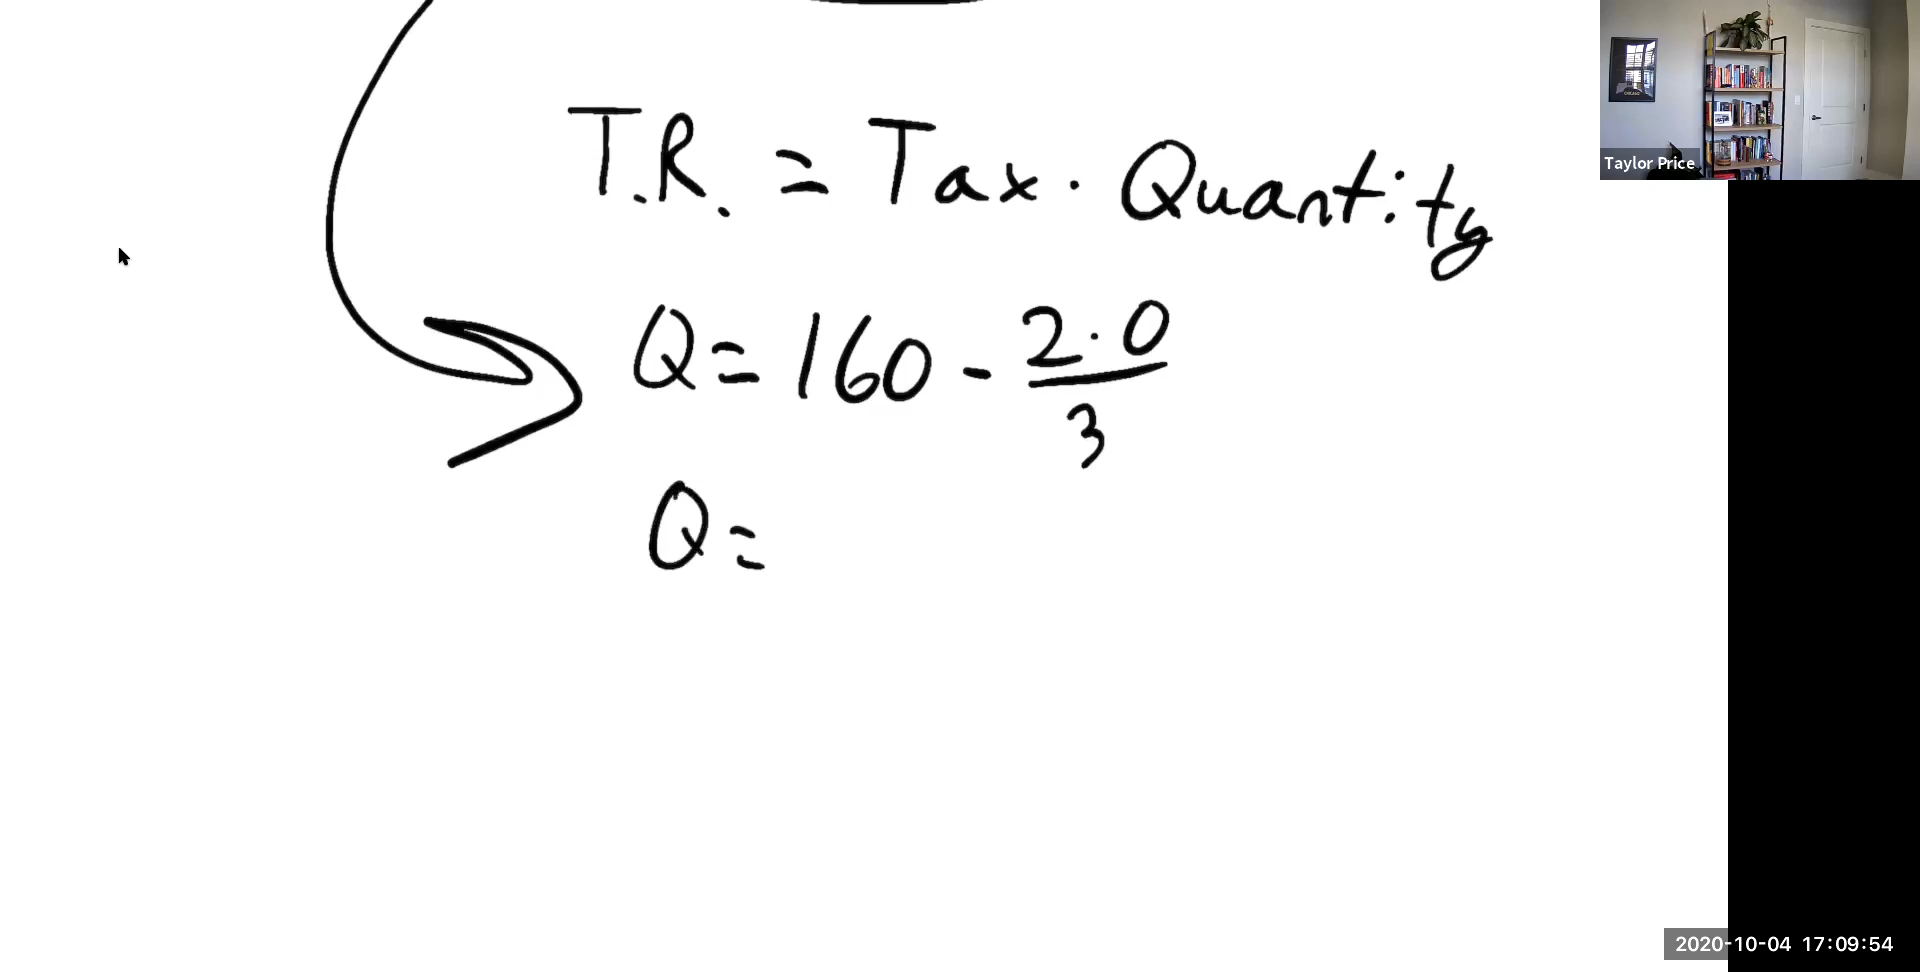 T.R. = Tax · Quantity
Taylor Price
Q = 160 - 2·0/3
Q =
2020-10-04 17:09:54